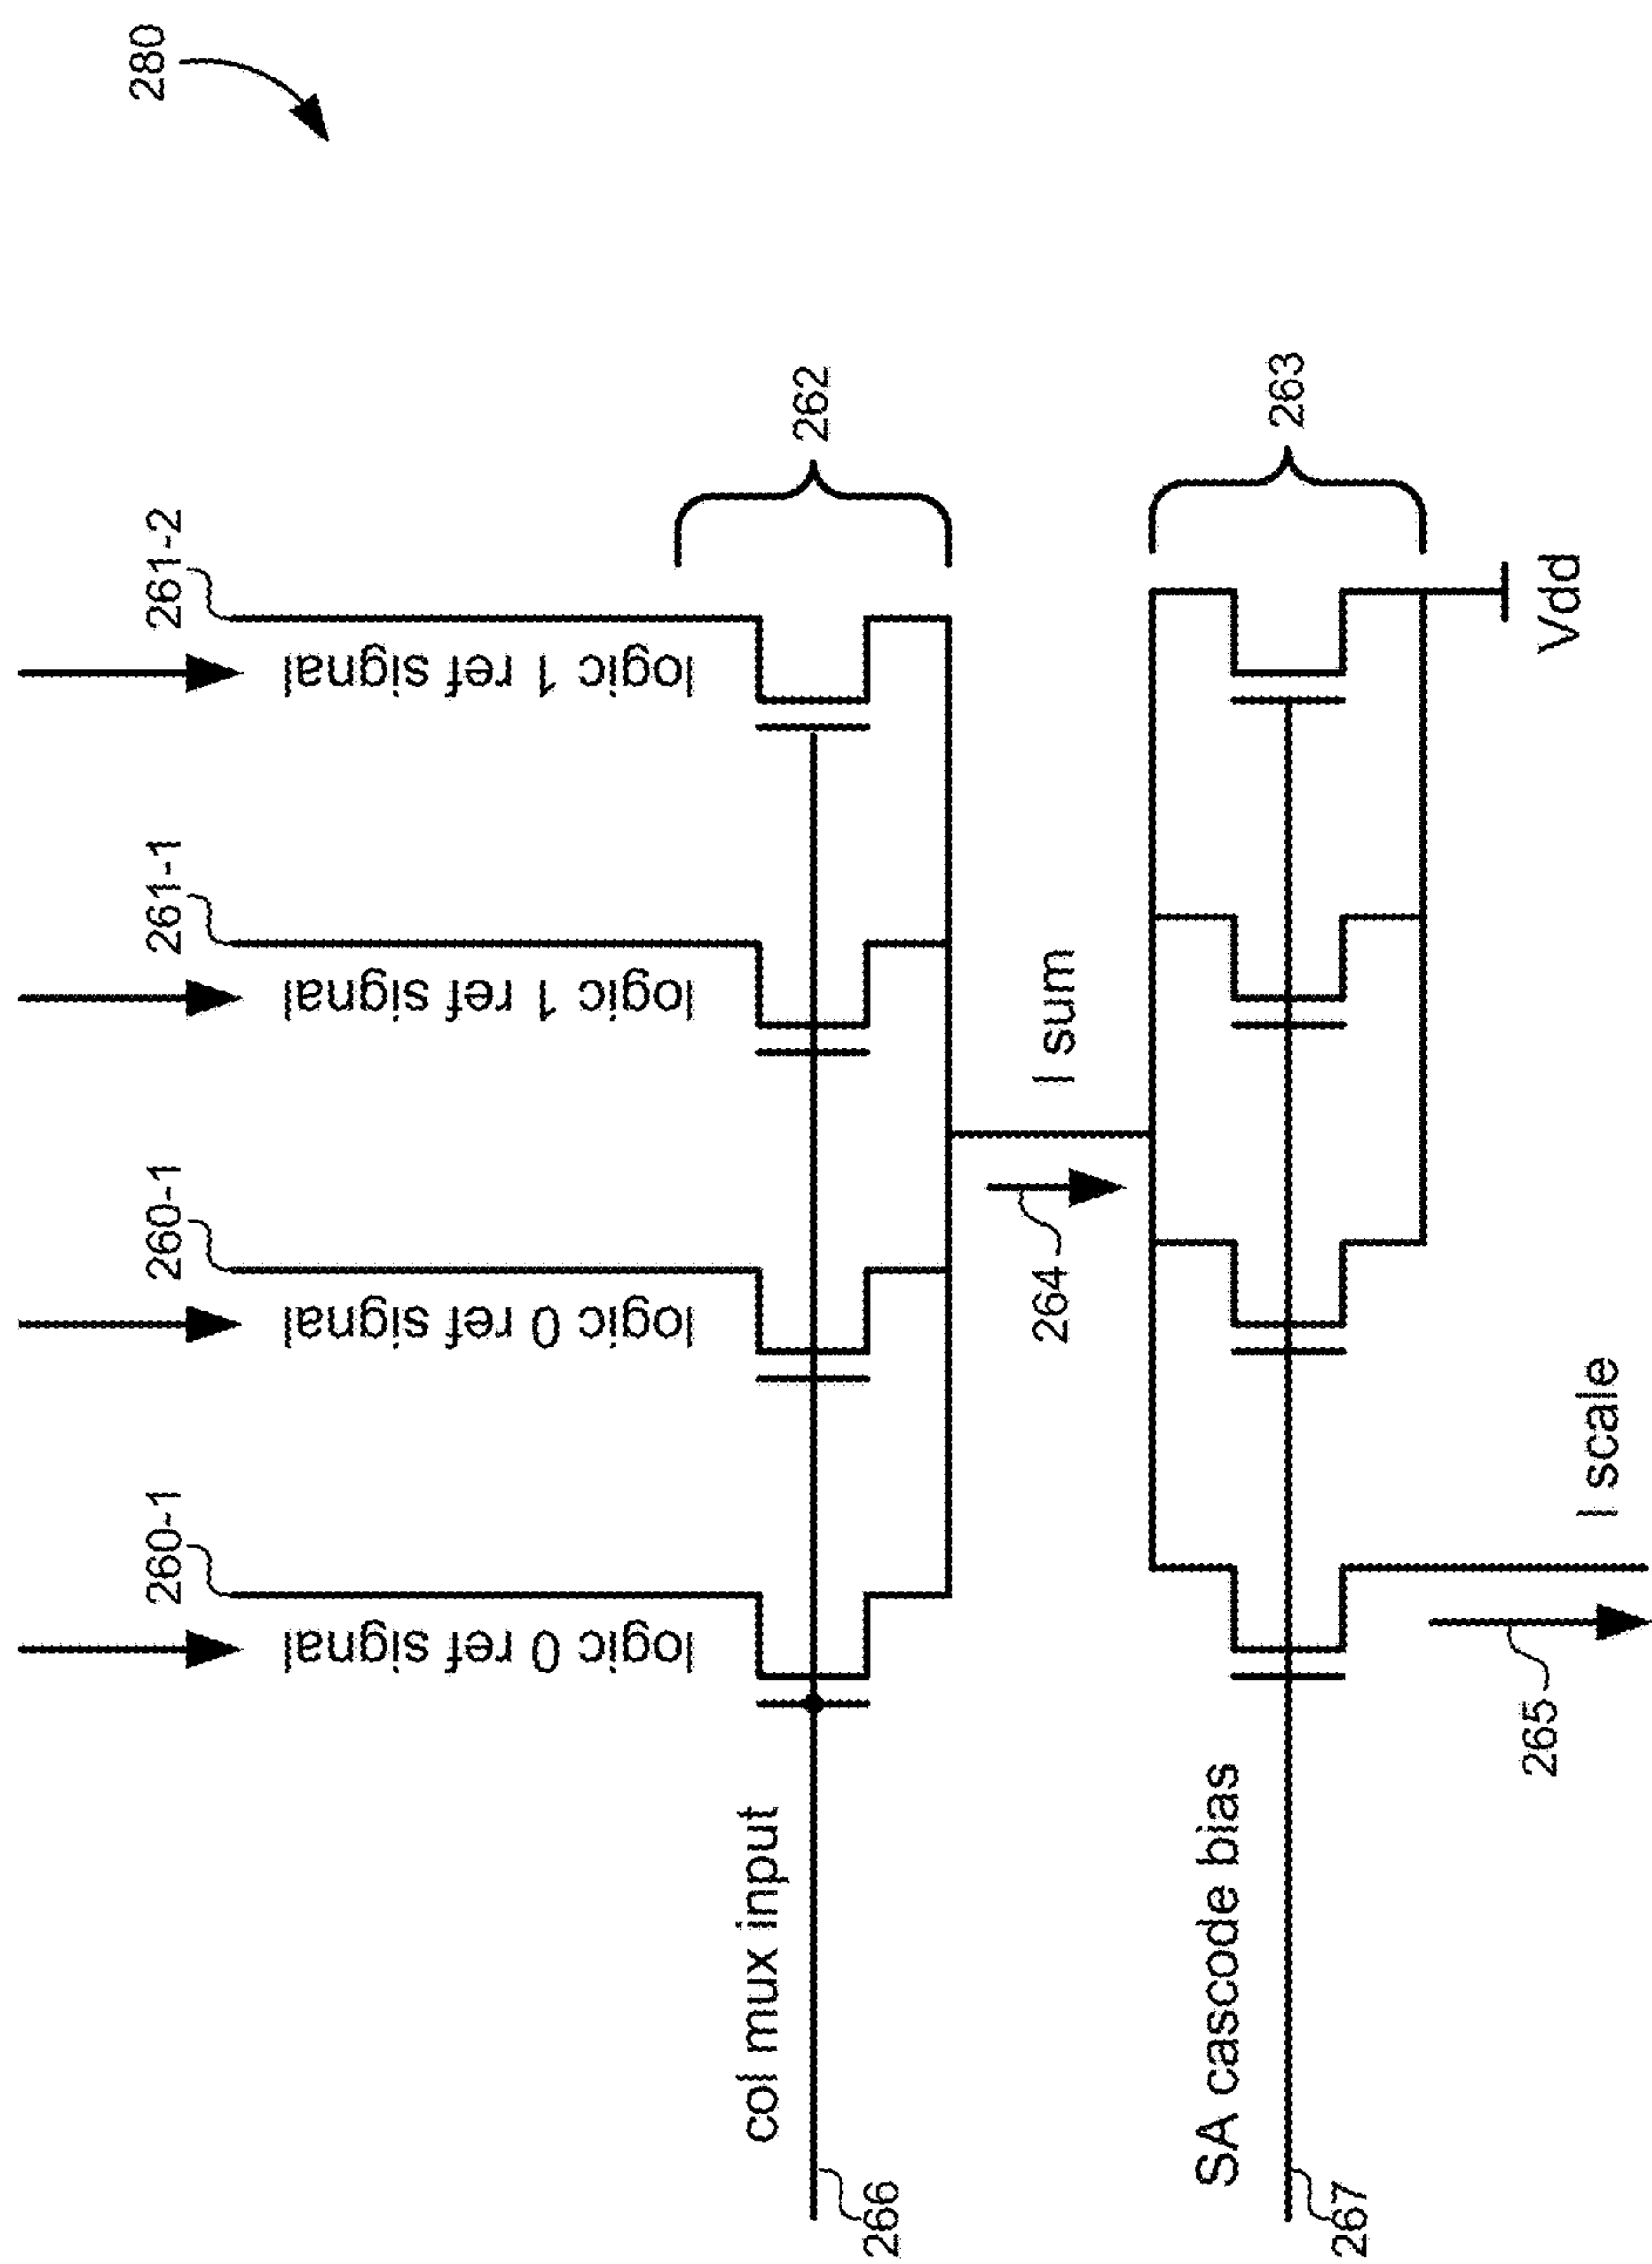 280
260-1
260-1
261-1
261-2
logic 0 ref signal
logic 0 ref signal
logic 1 ref signal
logic 1 ref signal
262
col mux input
266
264
I sum
263
SA cascode bias
267
265
I scale
Vdd